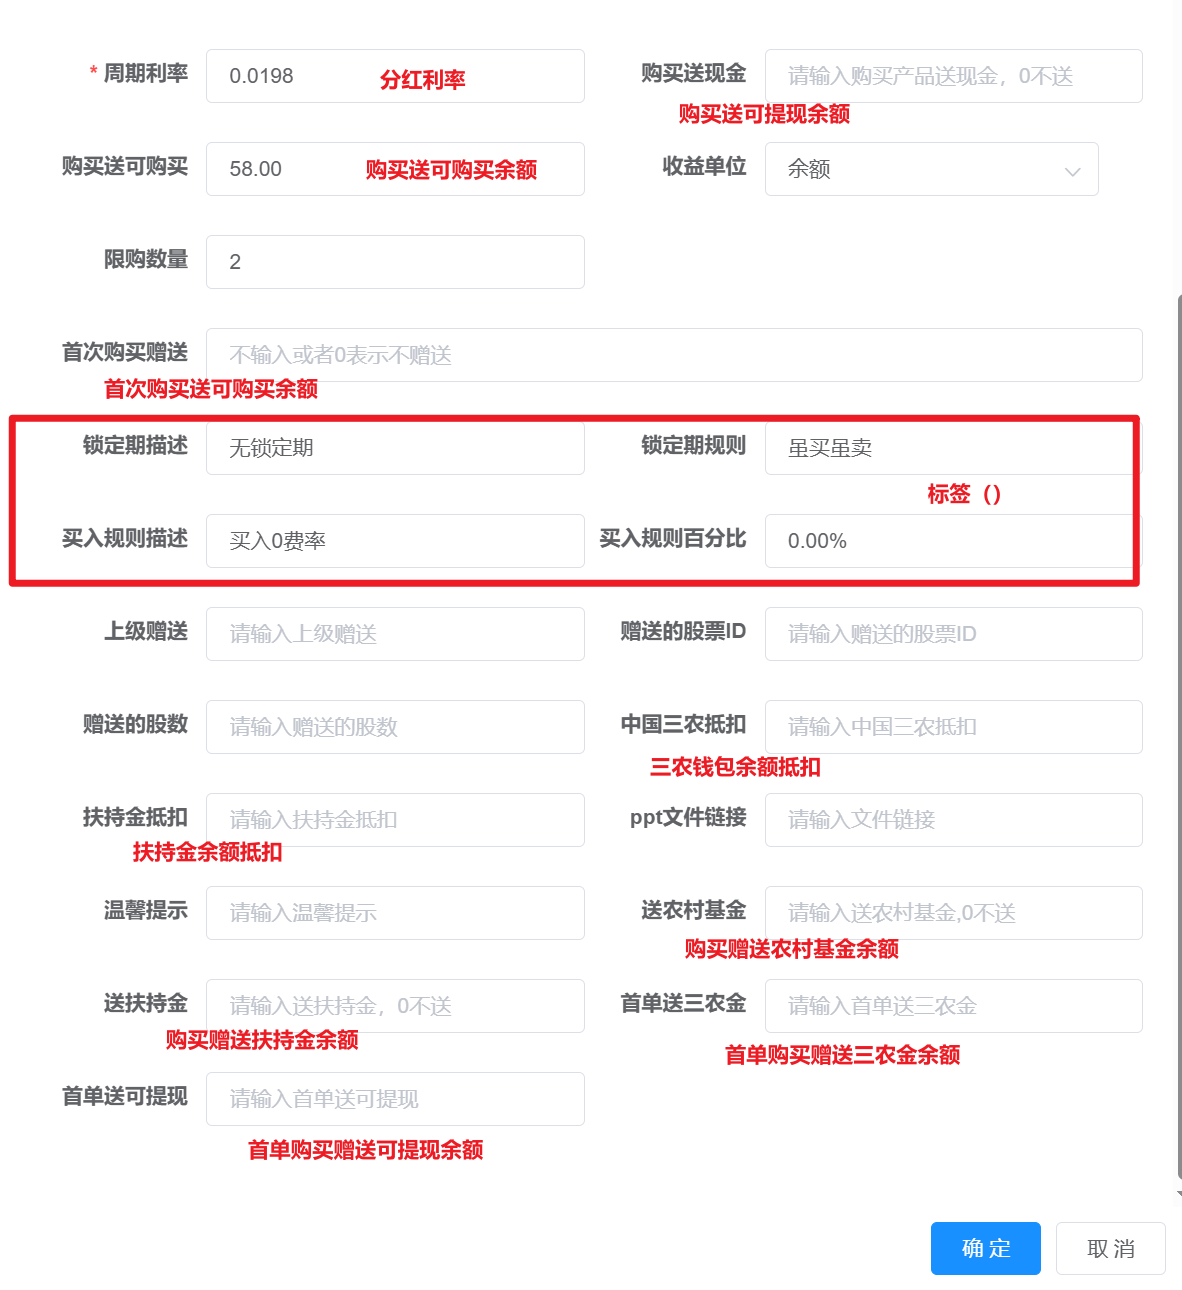 * 周期利率 0.0198 分红利率 购买送现金 请输入购买产品送现金，0不送
购买送可提现余额
购买送可购买 58.00 购买送可购买余额 收益单位 余额
限购数量 2
首次购买赠送 不输入或者0表示不赠送
首次购买送可购买余额
锁定期描述 无锁定期 锁定期规则 虽买虽卖
标签（）
买入规则描述 买入0费率 买入规则百分比 0.00%
上级赠送 请输入上级赠送 赠送的股票ID 请输入赠送的股票ID
赠送的股数 请输入赠送的股数 中国三农抵扣 请输入中国三农抵扣
三农钱包余额抵扣
扶持金抵扣 请输入扶持金抵扣 ppt文件链接 请输入文件链接
扶持金余额抵扣
温馨提示 请输入温馨提示 送农村基金 请输入送农村基金,0不送
购买赠送农村基金余额
送扶持金 请输入送扶持金，0不送 首单送三农金 请输入首单送三农金
购买赠送扶持金余额
首单购买赠送三农金余额
首单送可提现 请输入首单送可提现
首单购买赠送可提现余额
确 定 取 消